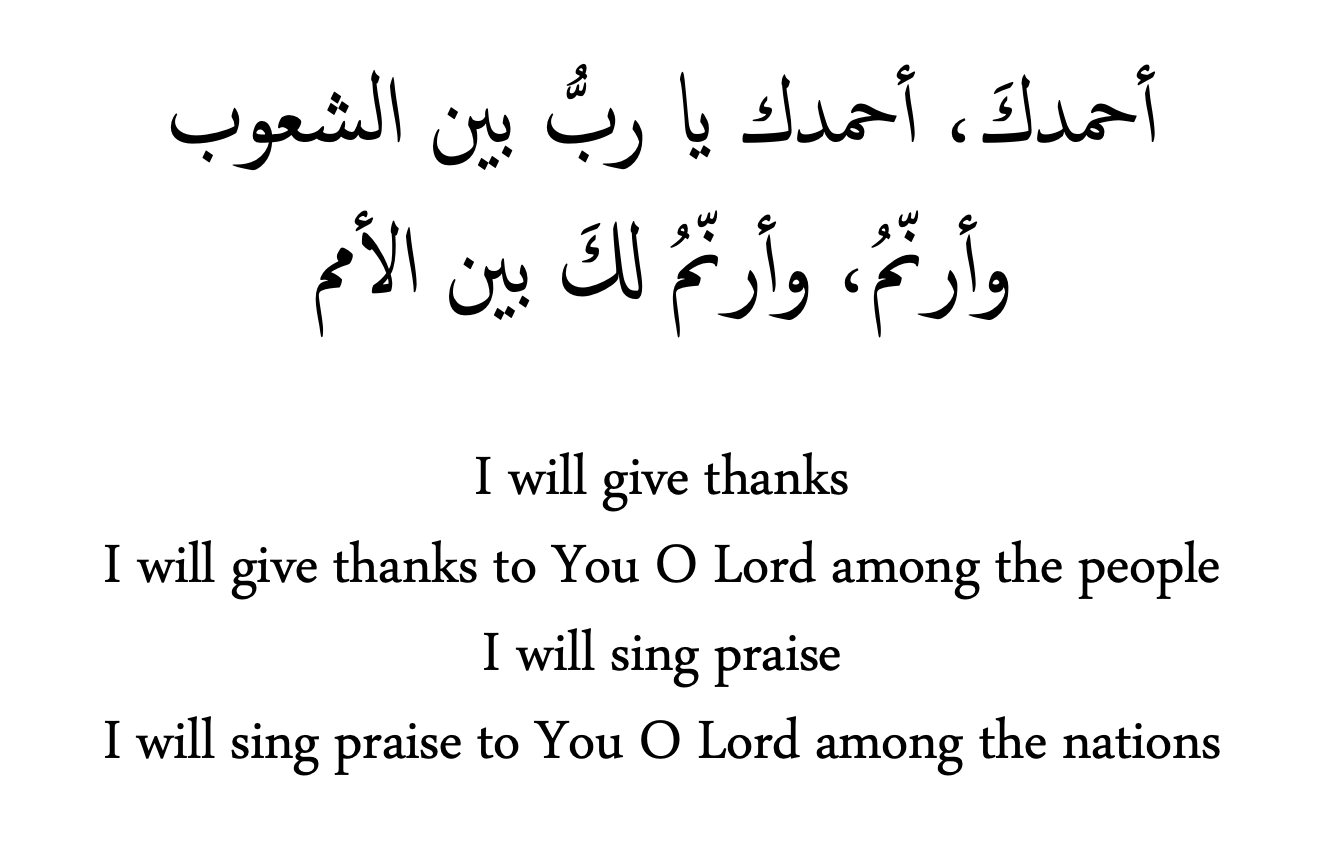 أحمدكَ، أحمدك يا ربُّ بين الشعوب
وأرنّمُ، وأرنّمُ لكَ بين الأمم
I will give thanks
I will give thanks to You O Lord among the people
I will sing praise
I will sing praise to You O Lord among the nations